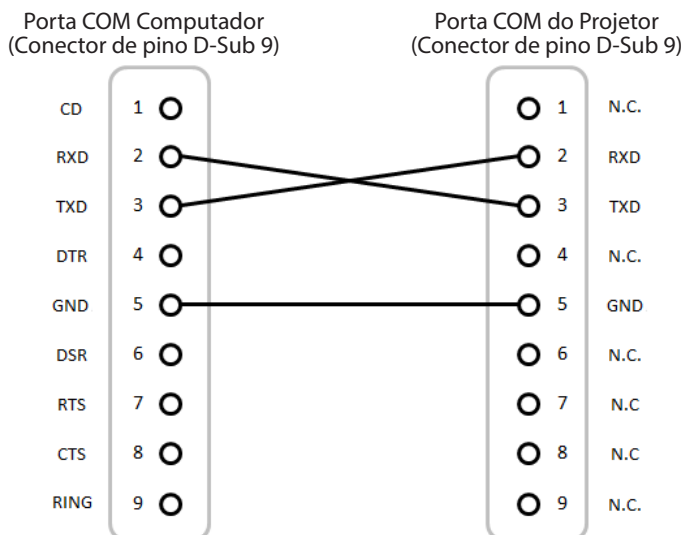 Porta COM Computador
(Conector de pino D-Sub 9)
Porta COM do Projetor
(Conector de pino D-Sub 9)
CD 1 1 N.C.
RXD 2 2 RXD
TXD 3 3 TXD
DTR 4 4 N.C.
GND 5 5 GND
DSR 6 6 N.C.
RTS 7 7 N.C
CTS 8 8 N.C
RING 9 9 N.C.